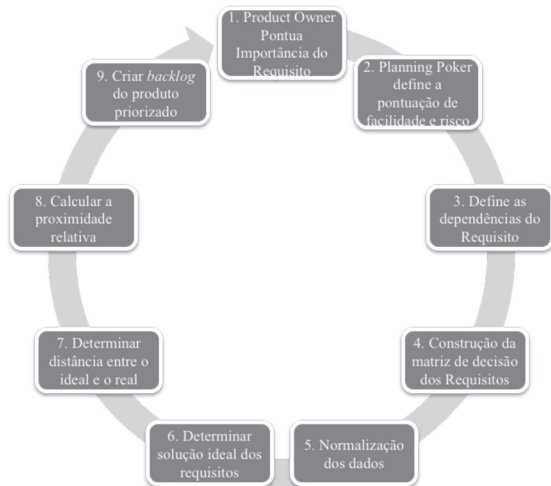 1. Product Owner
Pontua
Importância do
Requisito
2. Planning Poker
define a
pontuação de
facilidade e risco
3. Define as
dependências do
Requisito
4. Construção da
matriz de decisão
dos Requisitos
5. Normalização
dos dados
6. Determinar
solução ideal dos
requisitos
7. Determinar
distância entre o
ideal e o real
8. Calcular a
proximidade
relativa
9. Criar backlog
do produto
priorizado